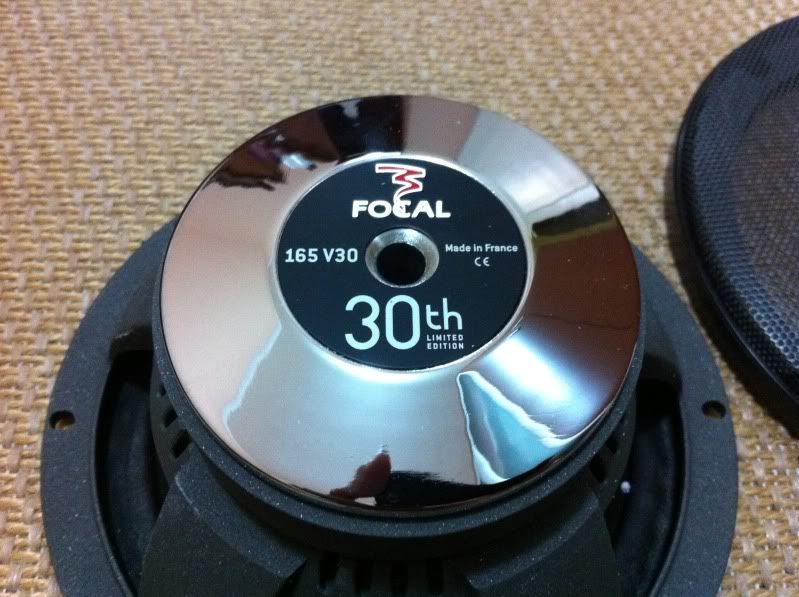 FOCAL
165 V30
Made in France
CE
30th
LIMITED
EDITION